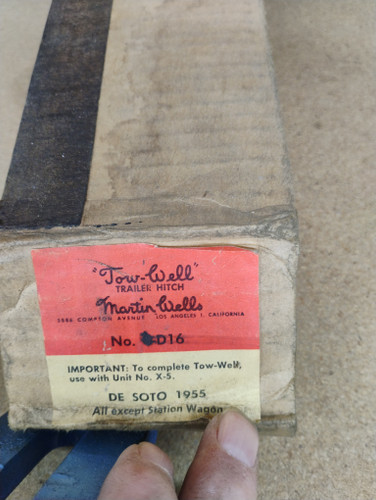 "Tow-Well"
TRAILER HITCH
Martin Wells
COMPTON AVENUE LOS ANGELES 1, CALIFORNIA
No. D16
IMPORTANT: To complete Tow-Well,
use with Unit No. X-5.
DE SOTO 1955
All except Station Wagon